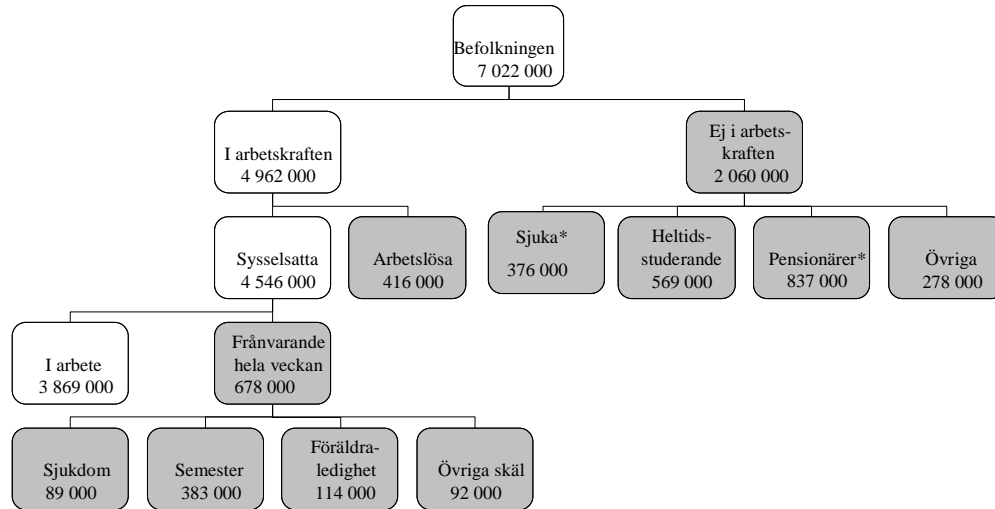 Befolkningen
7 022 000
I arbetskraften
4 962 000
Ej i arbets-
kraften
2 060 000
Sysselsatta
4 546 000
Arbetslösa
416 000
Sjuka*
376 000
Heltids-
studerande
569 000
Pensionärer*
837 000
Övriga
278 000
I arbete
3 869 000
Frånvarande
hela veckan
678 000
Sjukdom
89 000
Semester
383 000
Föräldra-
ledighet
114 000
Övriga skäl
92 000